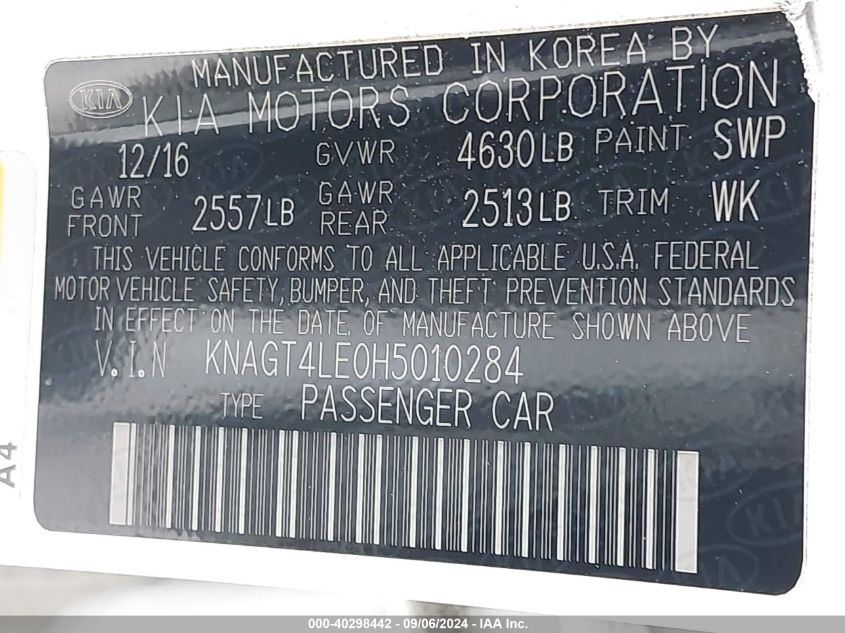 MANUFACTURED IN KOREA BY
KIA KIA MOTORS CORPORATION
12/16 GVWR 4630LB PAINT SWP
GAWR FRONT 2557LB GAWR REAR 2513LB TRIM WK
THIS VEHICLE CONFORMS TO ALL APPLICABLE U.S.A. FEDERAL
MOTOR VEHICLE SAFETY, BUMPER, AND THEFT PREVENTION STANDARDS
IN EFFECT ON THE DATE OF MANUFACTURE SHOWN ABOVE
V.I.N KNAGT4LE0H5010284
TYPE PASSENGER CAR
A4
000-40298442 - 09/06/2024 - IAA Inc.